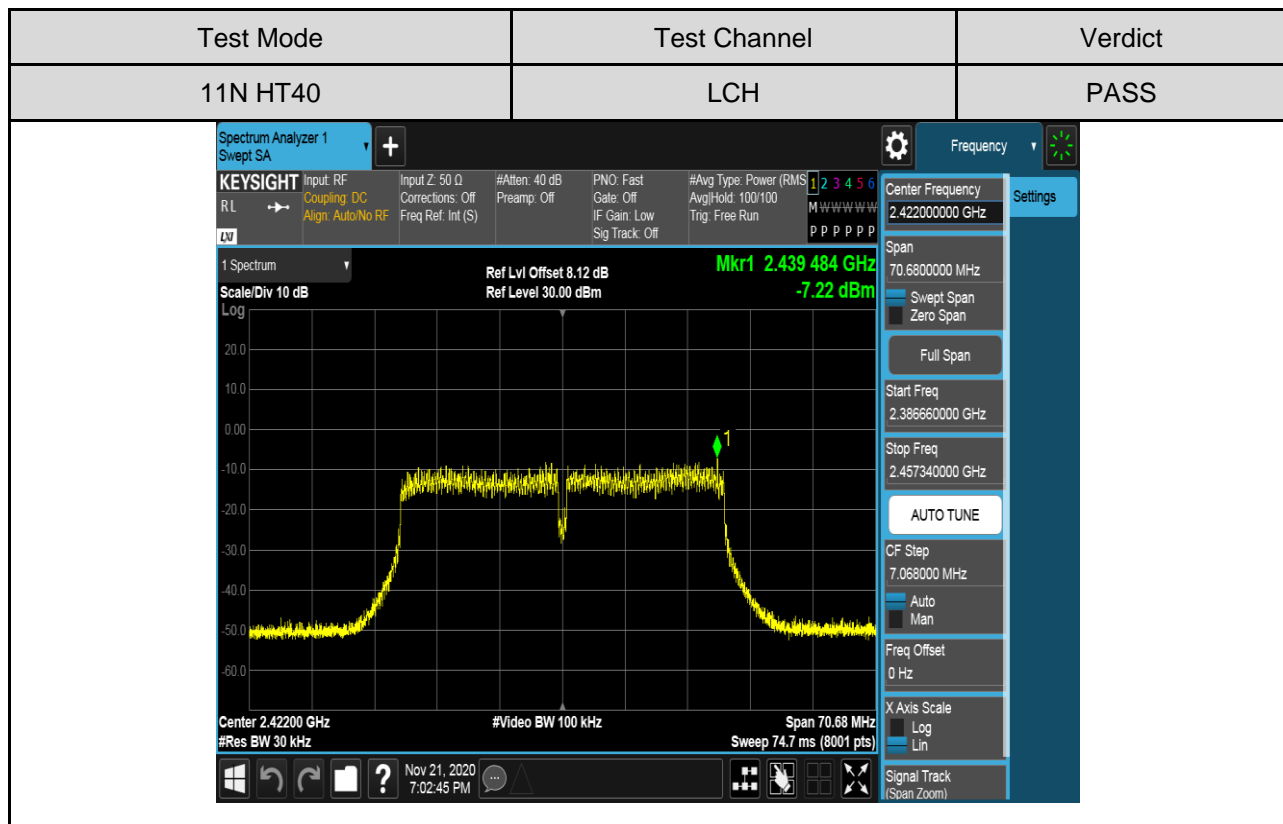 Test Mode Test Channel Verdict
11N HT40 LCH PASS
Spectrum Analyzer 1
Swept SA
+
Frequency
KEYSIGHT
R L
LXI
Input: RF
Coupling: DC
Align: Auto/No RF
Input Z: 50 Ω
Corrections: Off
Freq Ref: Int (S)
#Atten: 40 dB
Preamp: Off
PNO: Fast
Gate: Off
IF Gain: Low
Sig Track: Off
#Avg Type: Power (RMS
Avg|Hold: 100/100
Trig: Free Run
1 2 3 4 5 6
M W W W W W
P P P P P P
1 Spectrum
Scale/Div 10 dB
Log
Ref Lvl Offset 8.12 dB
Ref Level 30.00 dBm
Mkr1 2.439 484 GHz
-7.22 dBm
20.0
10.0
0.00
-10.0
-20.0
-30.0
-40.0
-50.0
-60.0
1
Center 2.42200 GHz
#Res BW 30 kHz
#Video BW 100 kHz
Span 70.68 MHz
Sweep 74.7 ms (8001 pts)
?
Nov 21, 2020
7:02:45 PM
Center Frequency
2.422000000 GHz
Settings
Span
70.6800000 MHz
Swept Span
Zero Span
Full Span
Start Freq
2.386660000 GHz
Stop Freq
2.457340000 GHz
AUTO TUNE
CF Step
7.068000 MHz
Auto
Man
Freq Offset
0 Hz
X Axis Scale
Log
Lin
Signal Track
(Span Zoom)